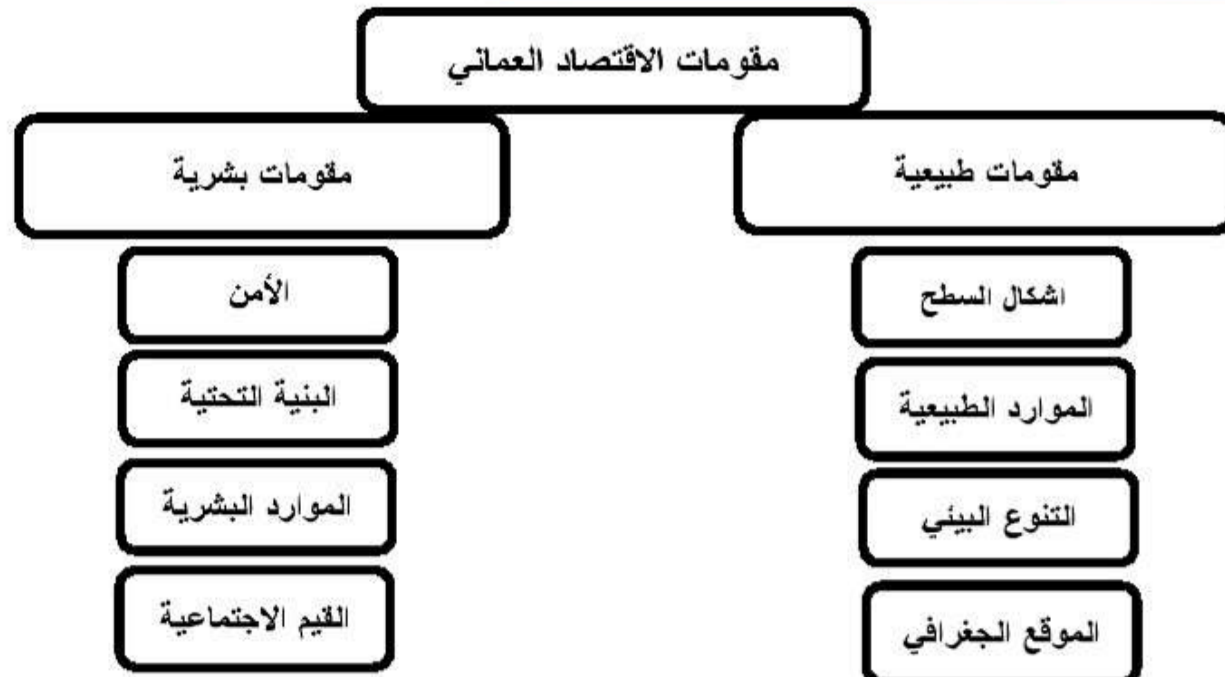 مقومات الاقتصاد العماني
مقومات طبيعية
اشكال السطح
الموارد الطبيعية
التنوع البيئي
الموقع الجغرافي
مقومات بشرية
الأمن
البنية التحتية
الموارد البشرية
القيم الاجتماعية